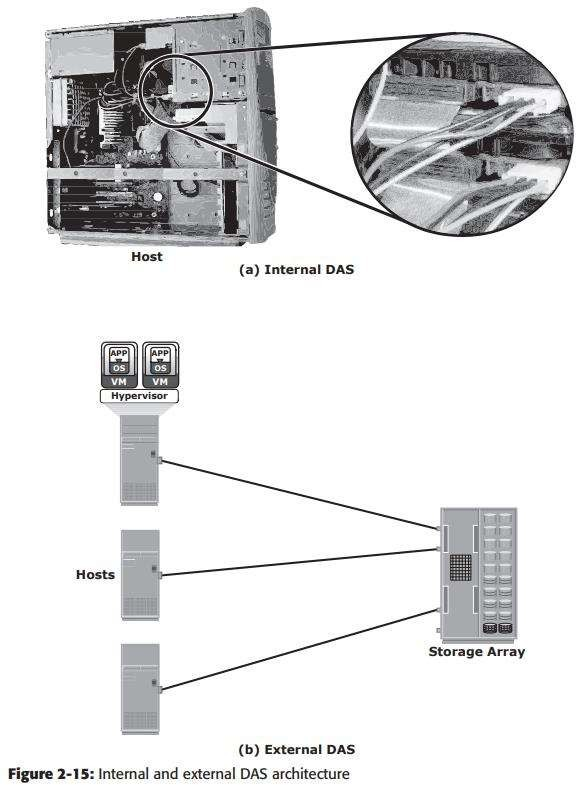 Host
(a) Internal DAS
APP APP
OS OS
VM VM
Hypervisor
Hosts
Storage Array
(b) External DAS
Figure 2-15: Internal and external DAS architecture